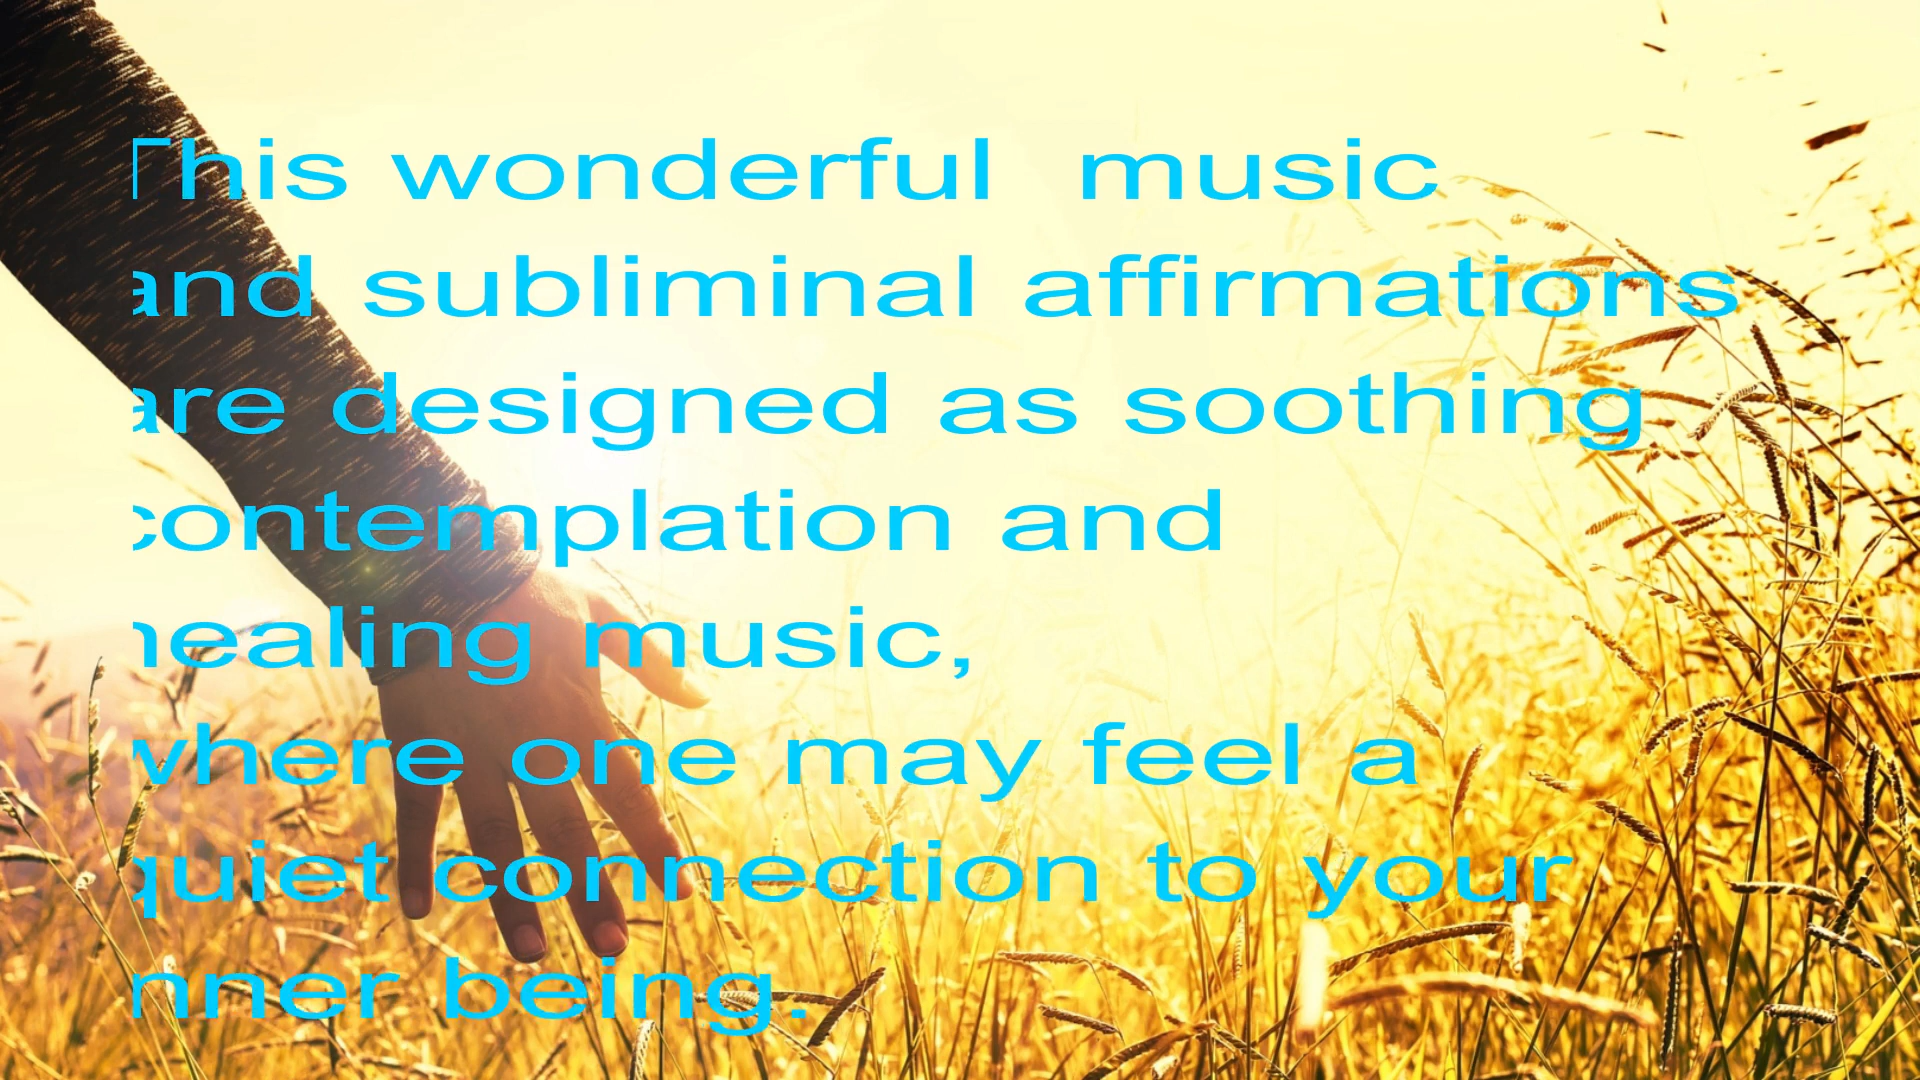 This wonderful  music
and subliminal affirmations
are designed as soothing
contemplation and
healing music,
where one may feel a
quiet connection to your
inner being.